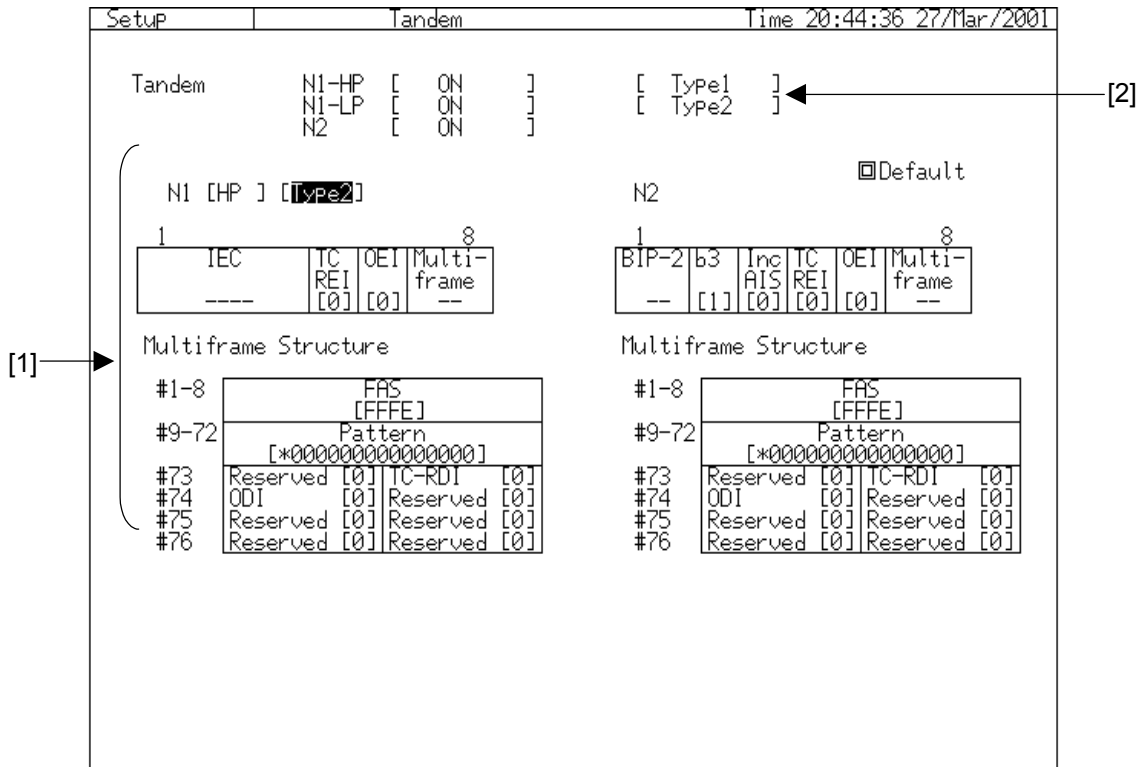 Setup Tandem Time 20:44:36 27/Mar/2001
Tandem N1-HP [ ON ] [ Type1 ]
N1-LP [ ON ] [ Type2 ]
N2 [ ON ]
[2]
Default
N1 [HP ] [Type2] N2
1 8 1 8
IEC TC OEI Multi- BIP-2 b3 Inc TC OEI Multi-
REI frame AIS REI frame
---- [0] [0] -- -- [1] [0] [0] [0] --
Multiframe Structure Multiframe Structure
[1]
#1-8 FAS #1-8 FAS
[FFFE] [FFFE]
#9-72 Pattern #9-72 Pattern
[*000000000000000] [*000000000000000]
#73 Reserved [0] TC-RDI [0] #73 Reserved [0] TC-RDI [0]
#74 ODI [0] Reserved [0] #74 ODI [0] Reserved [0]
#75 Reserved [0] Reserved [0] #75 Reserved [0] Reserved [0]
#76 Reserved [0] Reserved [0] #76 Reserved [0] Reserved [0]